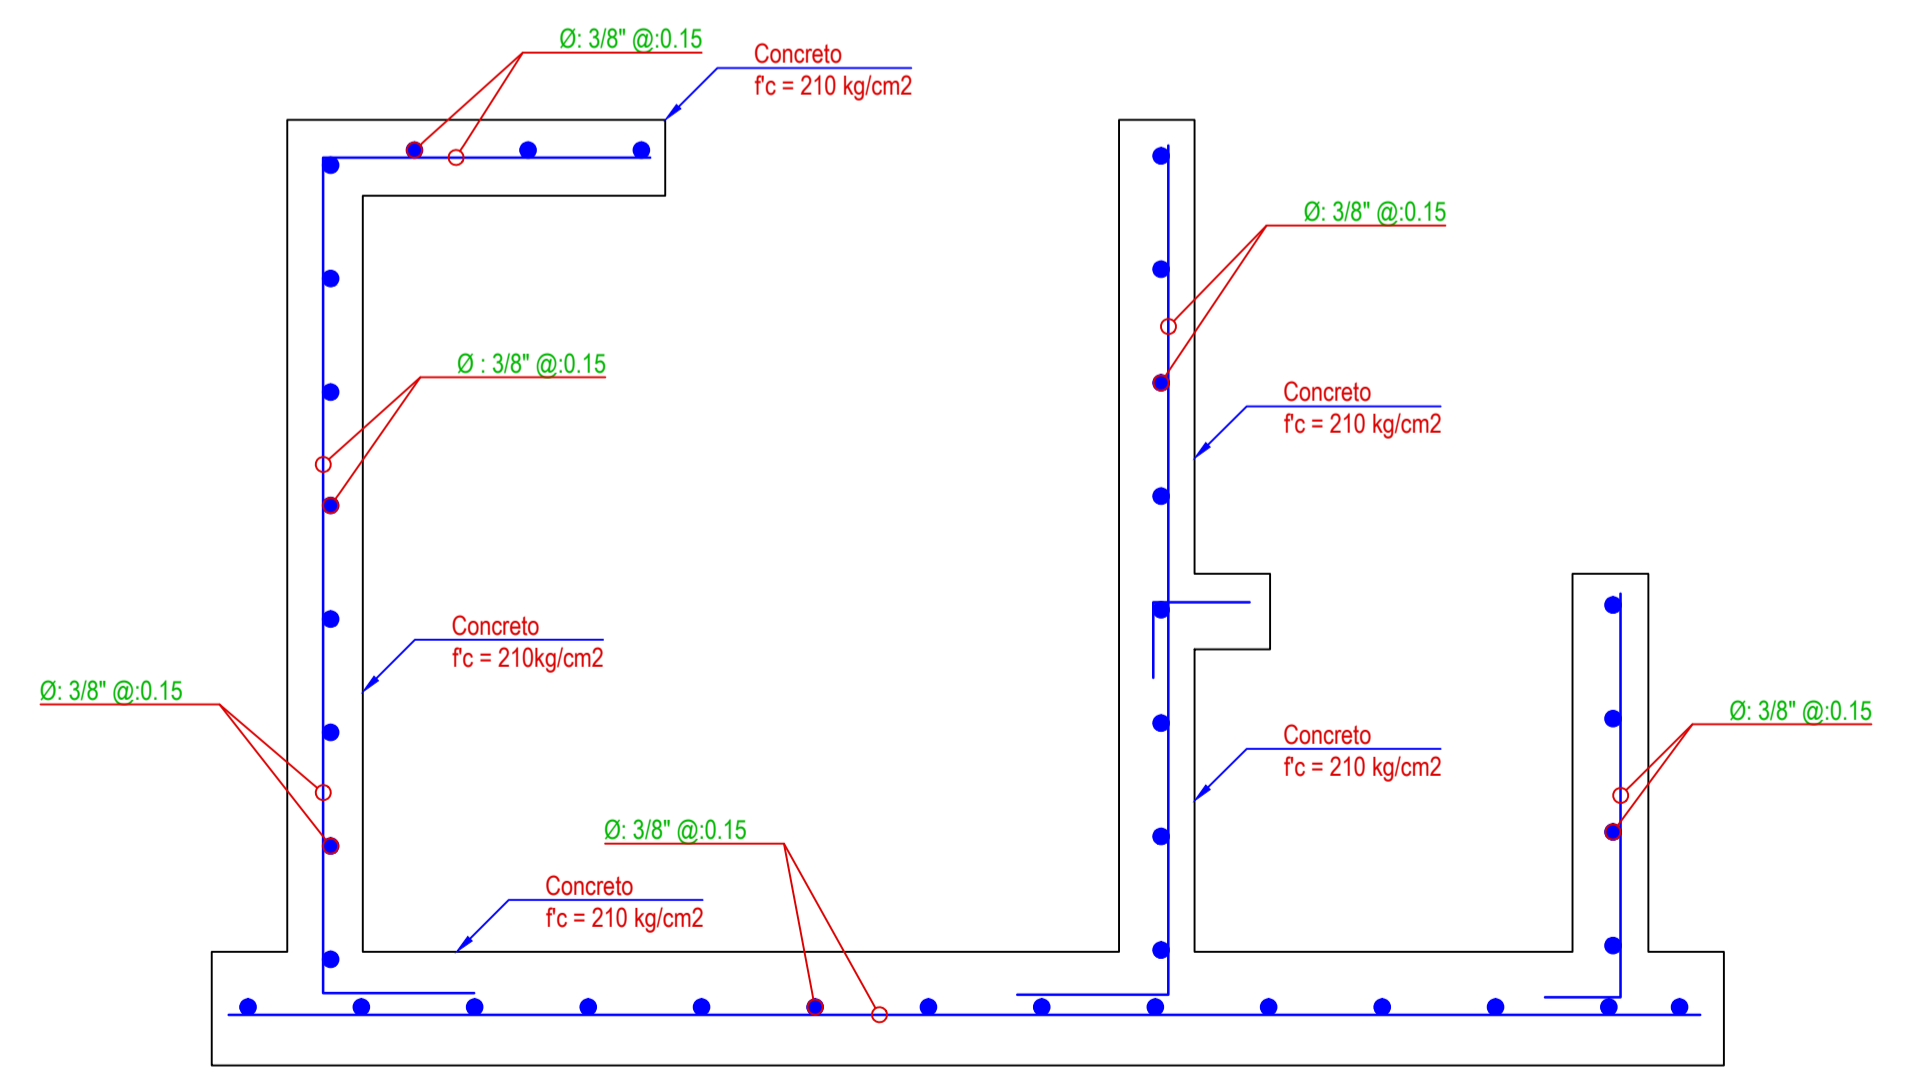 Ø: 3/8" @:0.15
Concreto
f'c = 210 kg/cm2
Ø: 3/8" @:0.15
Ø : 3/8" @:0.15
Concreto
f'c = 210 kg/cm2
Concreto
f'c = 210kg/cm2
Ø: 3/8" @:0.15
Ø: 3/8" @:0.15
Concreto
f'c = 210 kg/cm2
Ø: 3/8" @:0.15
Concreto
f'c = 210 kg/cm2